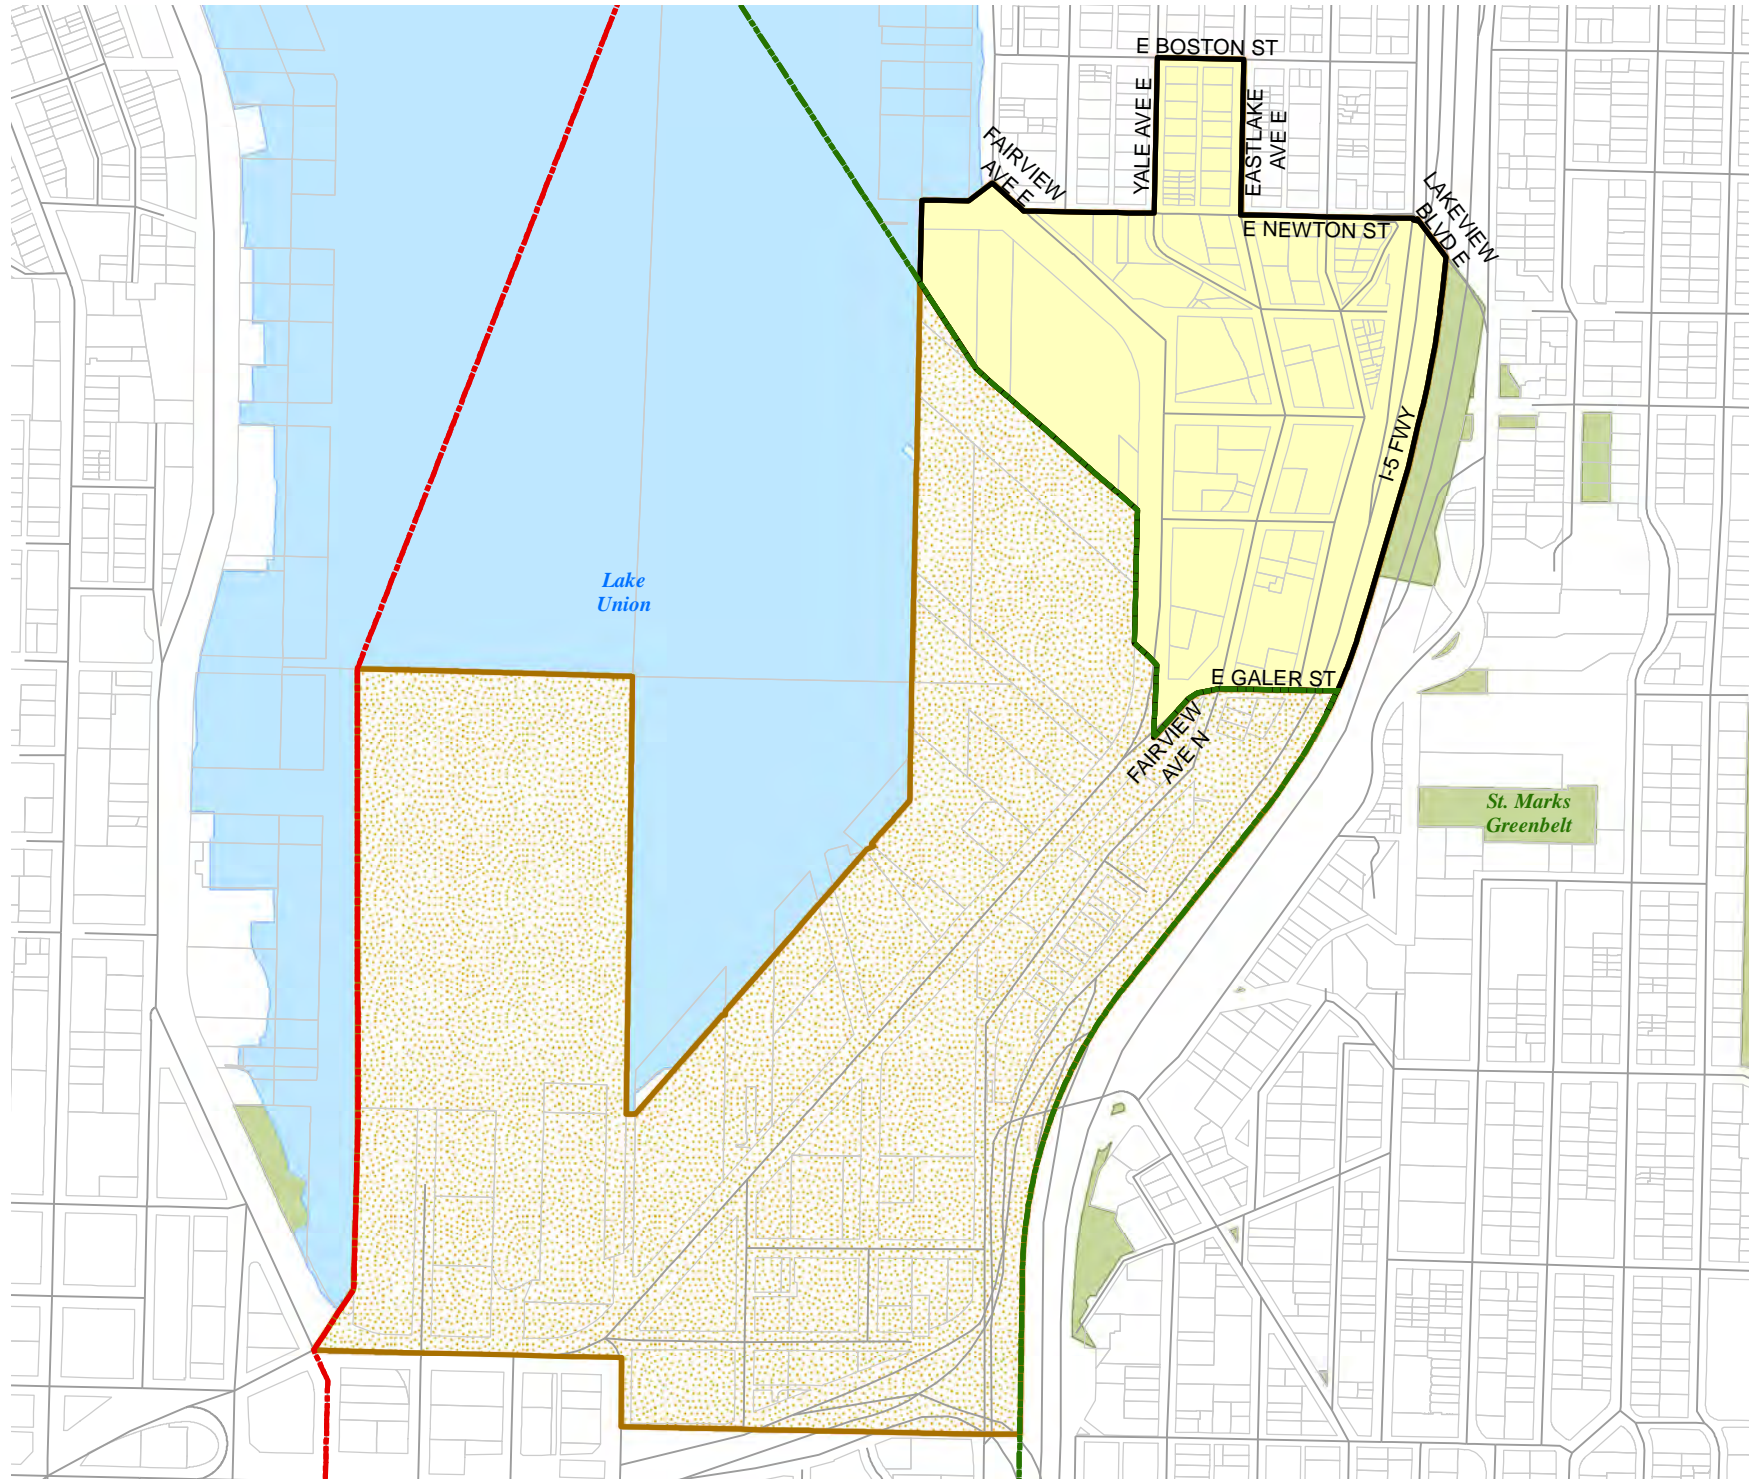 E BOSTON ST
YALE AVE E
EASTLAKE
AVE E
FAIRVIEW
AVE E
LAKEVIEW
BLVD E
E NEWTON ST
I-5 FWY
Lake
Union
E GALER ST
FAIRVIEW
AVE N
St. Marks
Greenbelt